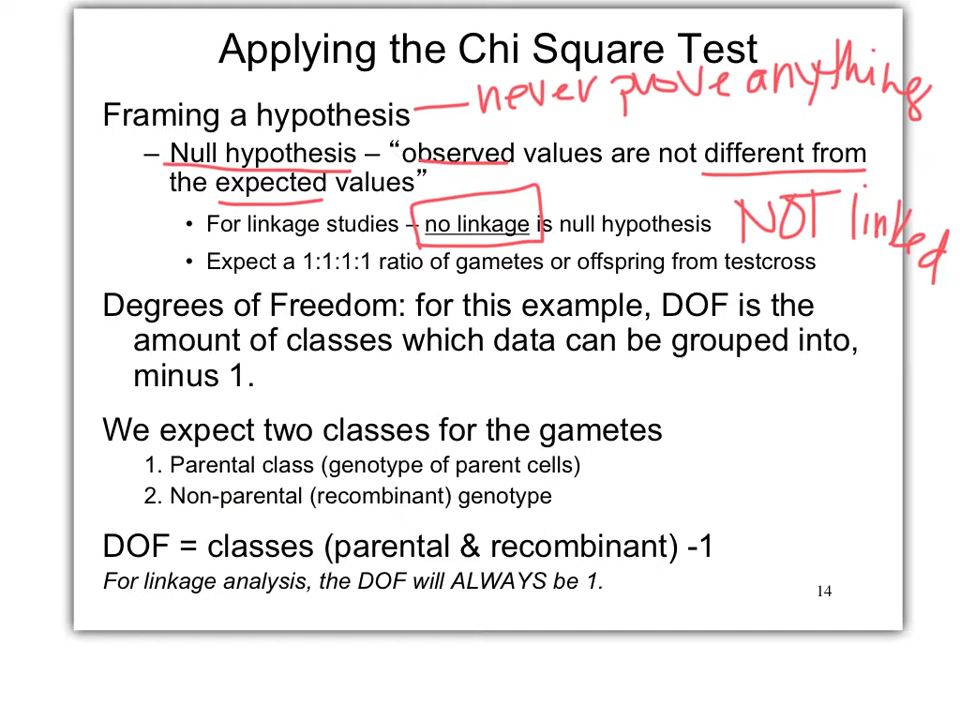 Applying the Chi Square Test
Framing a hypothesis — never prove anything
– Null hypothesis – “observed values are not different from
the expected values”
• For linkage studies – no linkage is null hypothesis
NOT linked
• Expect a 1:1:1:1 ratio of gametes or offspring from testcross
Degrees of Freedom: for this example, DOF is the
amount of classes which data can be grouped into,
minus 1.
We expect two classes for the gametes
1. Parental class (genotype of parent cells)
2. Non-parental (recombinant) genotype
DOF = classes (parental & recombinant) -1
For linkage analysis, the DOF will ALWAYS be 1.
14